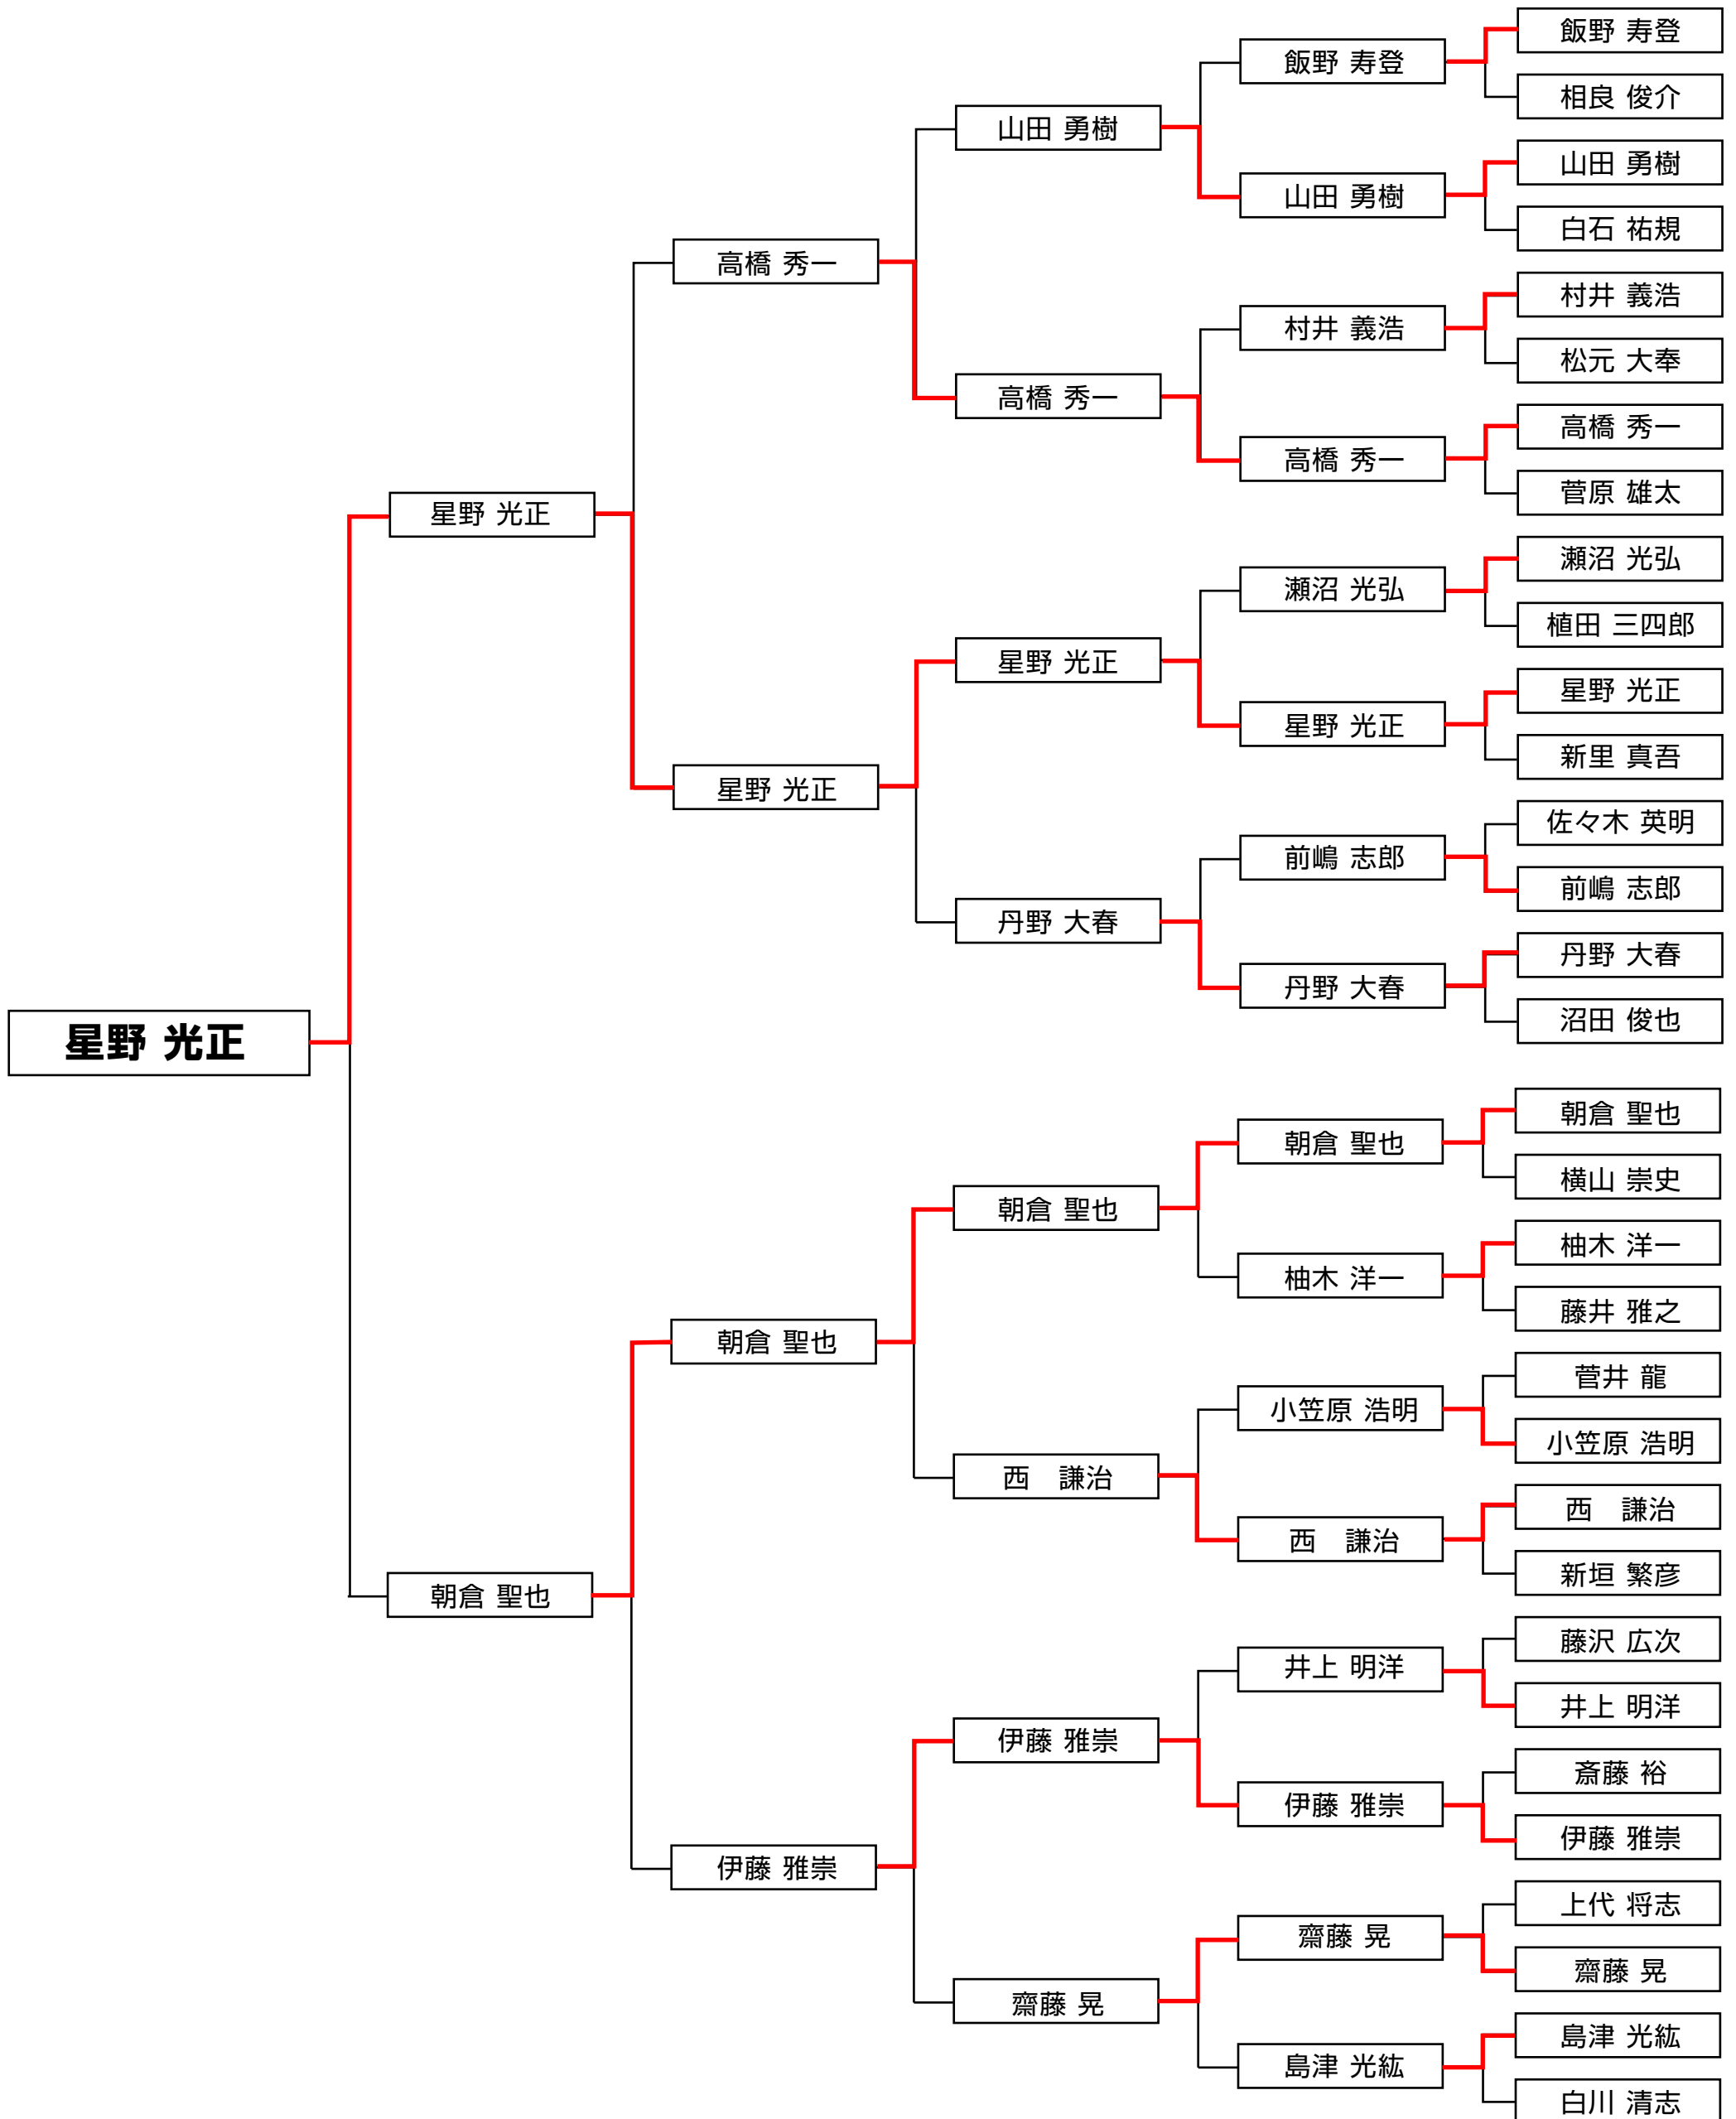 飯野 寿登
飯野 寿登
相良 俊介
山田 勇樹
山田 勇樹
山田 勇樹
白石 祐規
高橋 秀一
村井 義浩
村井 義浩
松元 大奉
高橋 秀一
高橋 秀一
高橋 秀一
菅原 雄太
星野 光正
瀬沼 光弘
瀬沼 光弘
植田 三四郎
星野 光正
星野 光正
星野 光正
新里 真吾
星野 光正
佐々木 英明
前嶋 志郎
前嶋 志郎
丹野 大春
丹野 大春
丹野 大春
沼田 俊也
星野 光正
朝倉 聖也
朝倉 聖也
横山 崇史
朝倉 聖也
柚木 洋一
柚木 洋一
藤井 雅之
朝倉 聖也
菅井 龍
小笠原 浩明
小笠原 浩明
西　謙治
西　謙治
西　謙治
新垣 繁彦
朝倉 聖也
藤沢 広次
井上 明洋
井上 明洋
伊藤 雅崇
斎藤 裕
伊藤 雅崇
伊藤 雅崇
伊藤 雅崇
上代 将志
齋藤 晃
齋藤 晃
齋藤 晃
島津 光紘
島津 光紘
白川 清志